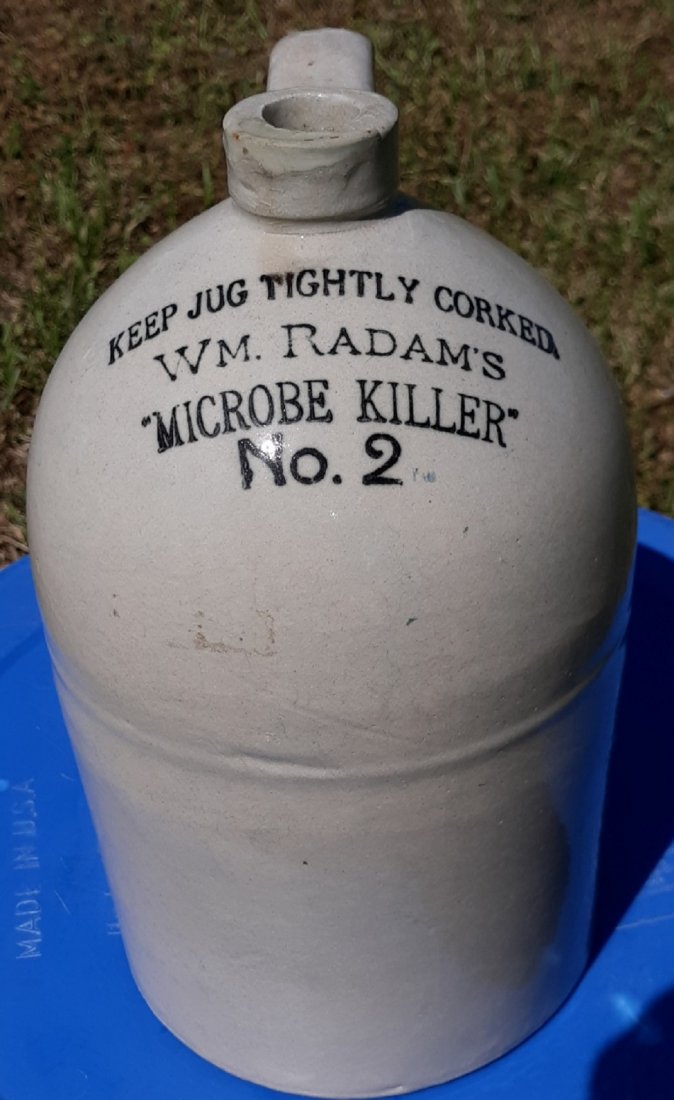 KEEP JUG TIGHTLY CORKED.
WM. RADAM'S
"MICROBE KILLER"
No. 2
MADE IN USA